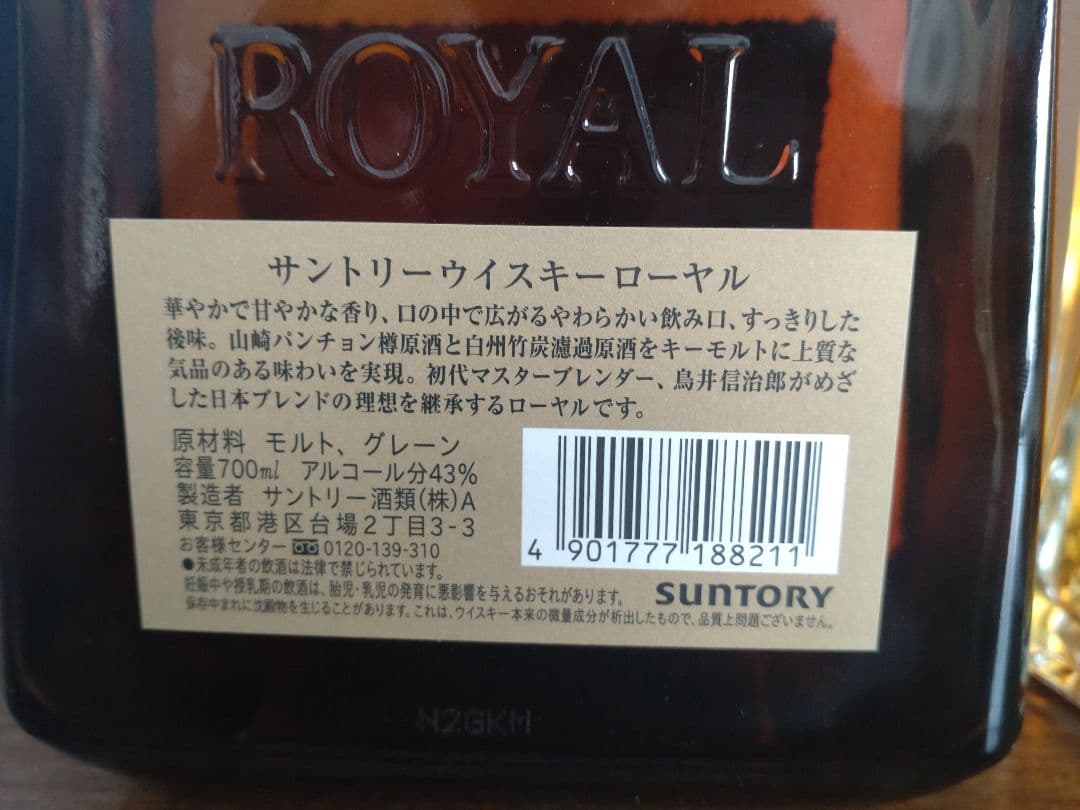 ROYAL
サントリーウイスキーローヤル
華やかで甘やかな香り、口の中で広がるやわらかい飲み口、すっきりした
後味。山崎パンチョン樽原酒と白州竹炭濾過原酒をキーモルトに上質な
気品のある味わいを実現。初代マスターブレンダー、鳥井信治郎がめざ
した日本ブレンドの理想を継承するローヤルです。
原材料 モルト、グレーン
容量700ml アルコール分43%
製造者 サントリー酒類(株)A
東京都港区台場2丁目3-3
お客様センター 0120-139-310
●未成年者の飲酒は法律で禁じられています。
妊娠中や授乳期の飲酒は、胎児・乳児の発育に悪影響を与えるおそれがあります。
保存中まれに沈殿物を生じることがあります。これは、ウイスキー本来の微量成分が析出したもので、品質上問題ございません。
4 901777 188211
SUNTORY
N2GKM